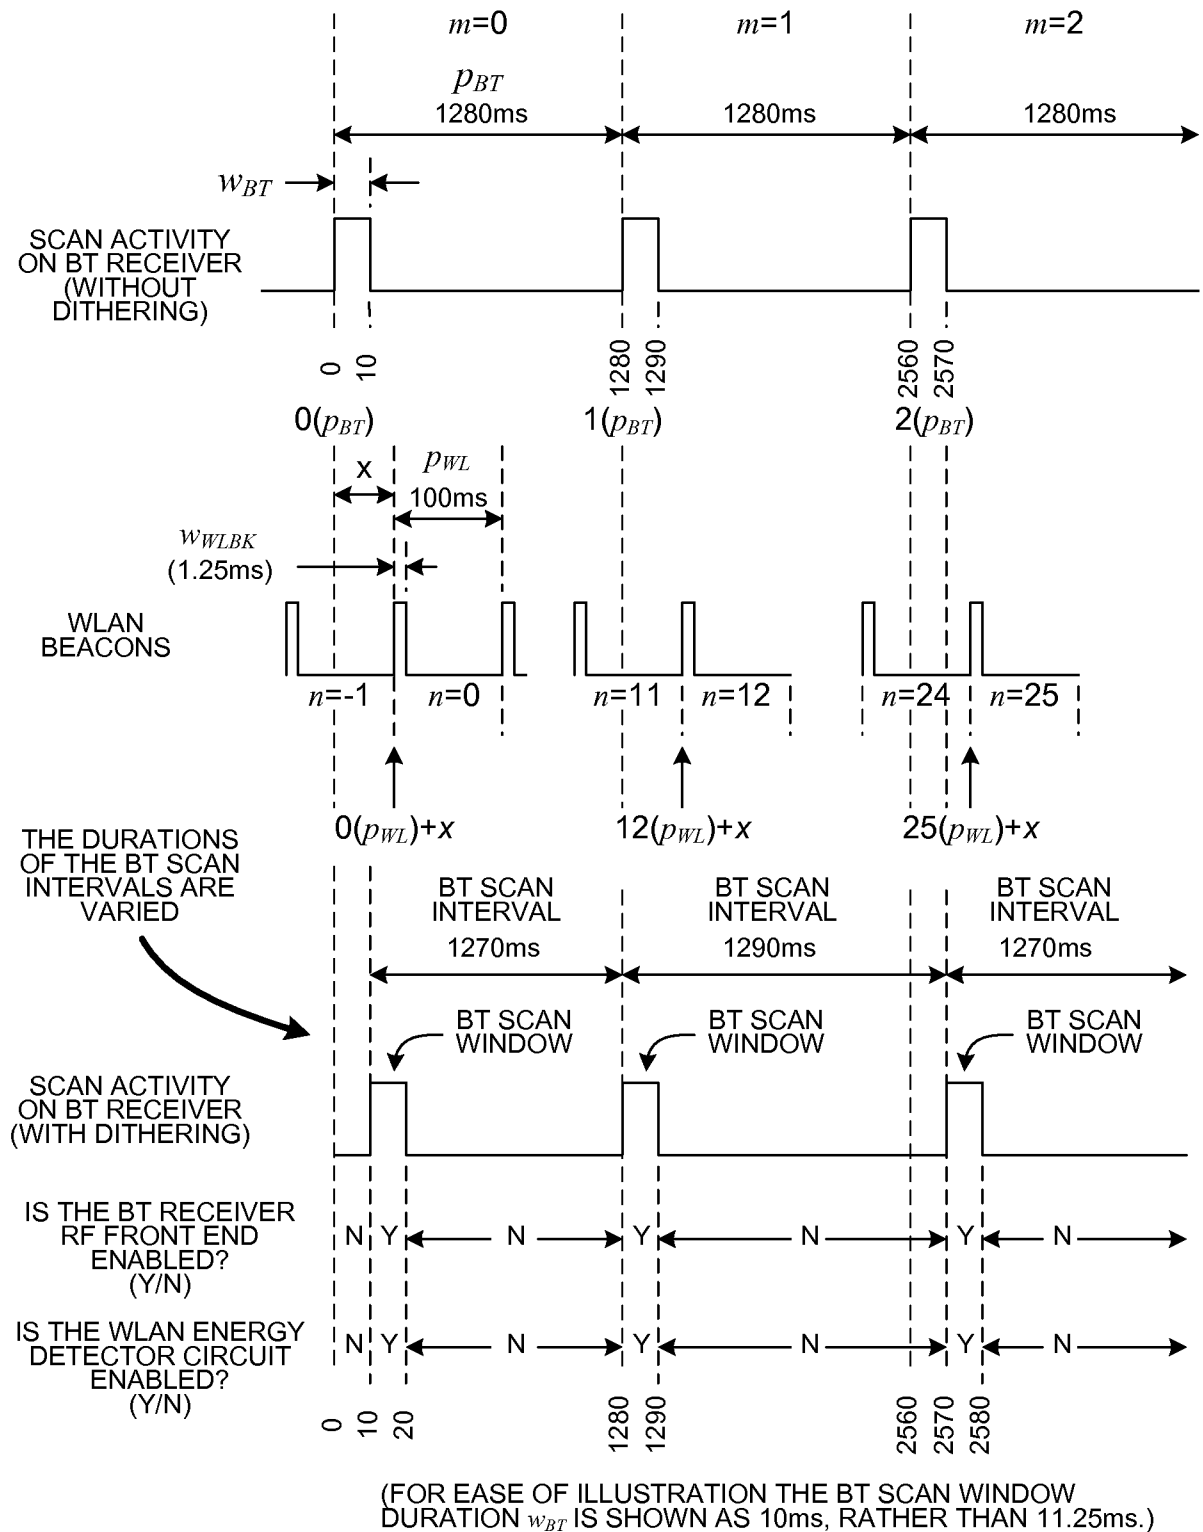 m=0 m=1 m=2
pBT
1280ms 1280ms 1280ms
wBT
SCAN ACTIVITY
ON BT RECEIVER
(WITHOUT
DITHERING)
0 10 1280 1290 2560 2570
0(pBT) 1(pBT) 2(pBT)
x pWL
100ms
wWLBK
(1.25ms)
WLAN
BEACONS
n=-1 n=0 n=11 n=12 n=24 n=25
0(pWL)+x 12(pWL)+x 25(pWL)+x
THE DURATIONS
OF THE BT SCAN
INTERVALS ARE
VARIED
BT SCAN
INTERVAL
BT SCAN
INTERVAL
BT SCAN
INTERVAL
1270ms 1290ms 1270ms
BT SCAN
WINDOW
BT SCAN
WINDOW
BT SCAN
WINDOW
SCAN ACTIVITY
ON BT RECEIVER
(WITH DITHERING)
IS THE BT RECEIVER
RF FRONT END
ENABLED?
(Y/N)
N Y N Y N Y N
IS THE WLAN ENERGY
DETECTOR CIRCUIT
ENABLED?
(Y/N)
N Y N Y N Y N
0 10 20 1280 1290 2560 2570 2580
(FOR EASE OF ILLUSTRATION THE BT SCAN WINDOW
DURATION wBT IS SHOWN AS 10ms, RATHER THAN 11.25ms.)